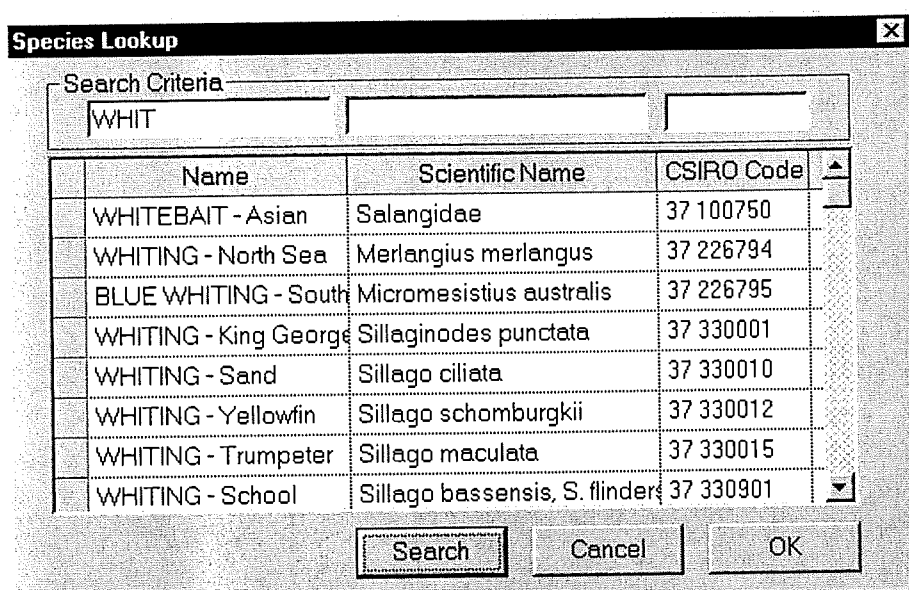 Species Lookup
Search Criteria
WHIT
Name Scientific Name CSIRO Code
WHITEBAIT - Asian Salangidae 37 100750
WHITING - North Sea Merlangius merlangus 37 226794
BLUE WHITING - South Micromesistius australis 37 226795
WHITING - King George Sillaginodes punctata 37 330001
WHITING - Sand Sillago ciliata 37 330010
WHITING - Yellowfin Sillago schomburgkii 37 330012
WHITING - Trumpeter Sillago maculata 37 330015
WHITING - School Sillago bassensis, S. flinders 37 330901
Search Cancel OK